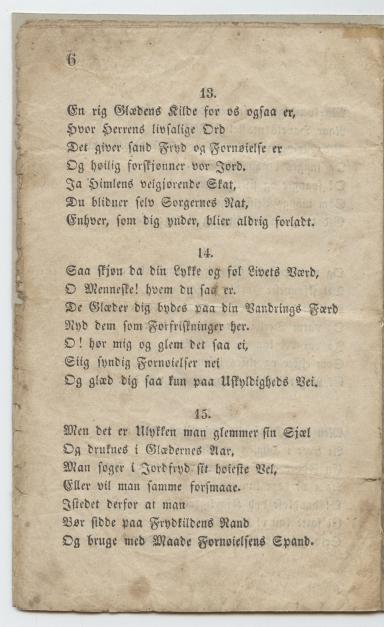 6
13.
En rig Glædens Kilde for os ogsaa er,
Hvor Herrens livsalige Ord
Det giver sand Fryd og Fornøielse er
Og høilig forskjønner vor Jord.
Ja Himlens velgjørende Skat,
Du blidner selv Sorgernes Nat,
Enhver, som dig ynder, blier aldrig forladt.
14.
Saa skjøn da din Lykke og føl Livets Værd,
O Menneske! hvem du saa er.
De Glæder dig bydes paa din Vandrings Færd
Nyd dem som Forfriskninger her.
O! hør mig og glem det saa ei,
Siig syndig Fornøielser nei
Og glæd dig saa kun paa Uskyldigheds Vei.
15.
Men det er Ulykken man glemmer sin Sjæl
Og druknes i Glædernes Aar,
Man søger i Jordfryd sit høieste Vel,
Eller vil man samme forsmaae.
Istedet derfor at man
Bør sidde paa Frydkildens Rand
Og bruge med Maade Fornøielsens Spand.